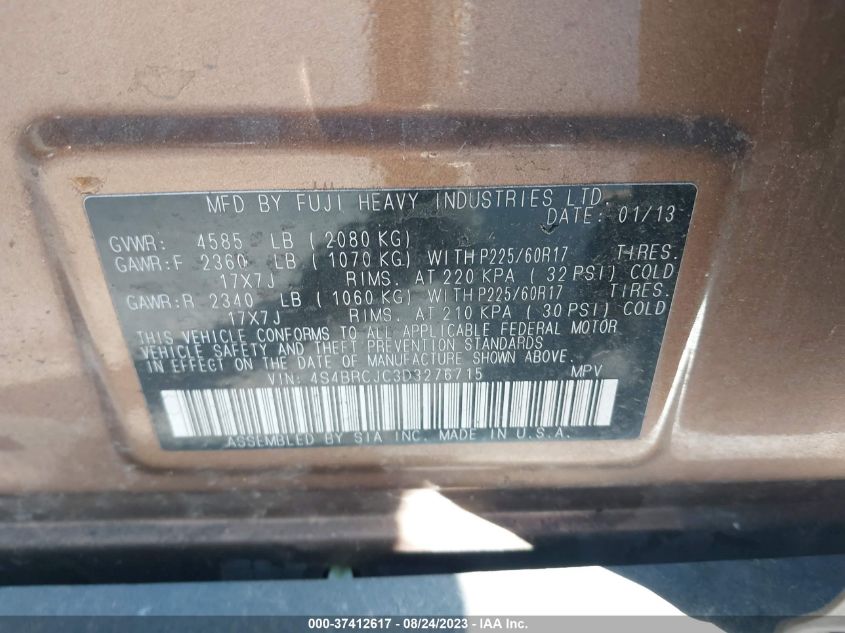 MFD BY FUJI HEAVY INDUSTRIES LTD.
DATE: 01/13
GVWR: 4585 LB ( 2080 KG)
GAWR:F 2360 LB ( 1070 KG) WITH P225/60R17 TIRES.
17X7J RIMS. AT 220 KPA ( 32 PSI) COLD
GAWR:R 2340 LB ( 1060 KG) WITH P225/60R17 TIRES.
17X7J RIMS. AT 210 KPA ( 30 PSI) COLD
THIS VEHICLE CONFORMS TO ALL APPLICABLE FEDERAL MOTOR
VEHICLE SAFETY AND THEFT PREVENTION STANDARDS
IN EFFECT ON THE DATE OF MANUFACTURE SHOWN ABOVE.
VIN: 4S4BRCJC3D3276715 MPV
ASSEMBLED BY SIA INC. MADE IN U.S.A.
000-37412617 - 08/24/2023 - © IAA, Inc.